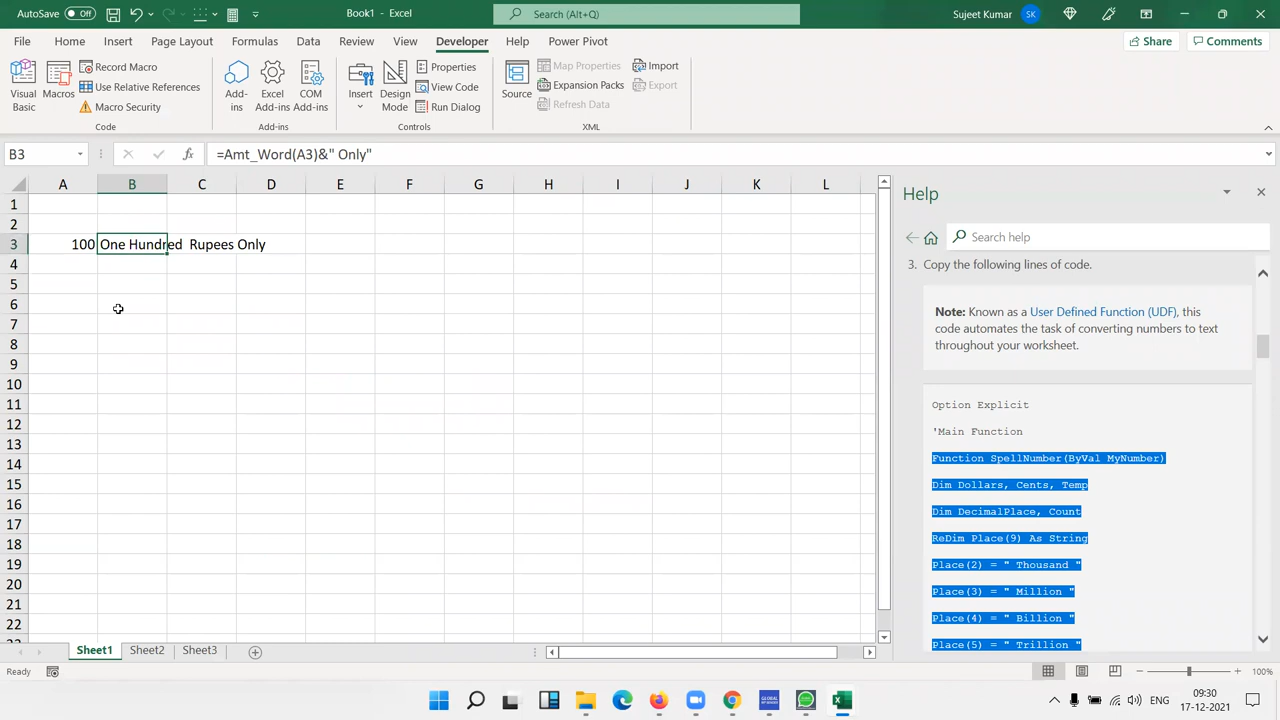 AutoSave Off Book1 - Excel Search (Alt+Q) Sujeet Kumar SK
File Home Insert Page Layout Formulas Data Review View Developer Help Power Pivot Share Comments
Visual Basic Macros Record Macro Use Relative References Macro Security Code
Add-ins Excel Add-ins COM Add-ins Add-ins
Insert Design Mode Properties View Code Run Dialog Controls
Source Map Properties Expansion Packs Refresh Data Import Export XML
B3 fx =Amt_Word(A3)&" Only"
A B C D E F G H I J K L
1
2
3 100 One Hundred  Rupees Only
4
5
6
7
8
9
10
11
12
13
14
15
16
17
18
19
20
21
22
23
Help
Search help
3. Copy the following lines of code.
Note: Known as a User Defined Function (UDF), this
code automates the task of converting numbers to text
throughout your worksheet.
Option Explicit
'Main Function
Function SpellNumber(ByVal MyNumber)
Dim Dollars, Cents, Temp
Dim DecimalPlace, Count
ReDim Place(9) As String
Place(2) = " Thousand "
Place(3) = " Million "
Place(4) = " Billion "
Place(5) = " Trillion "
Sheet1 Sheet2 Sheet3
Ready 100%
GLOBAL ENG 09:30
17-12-2021